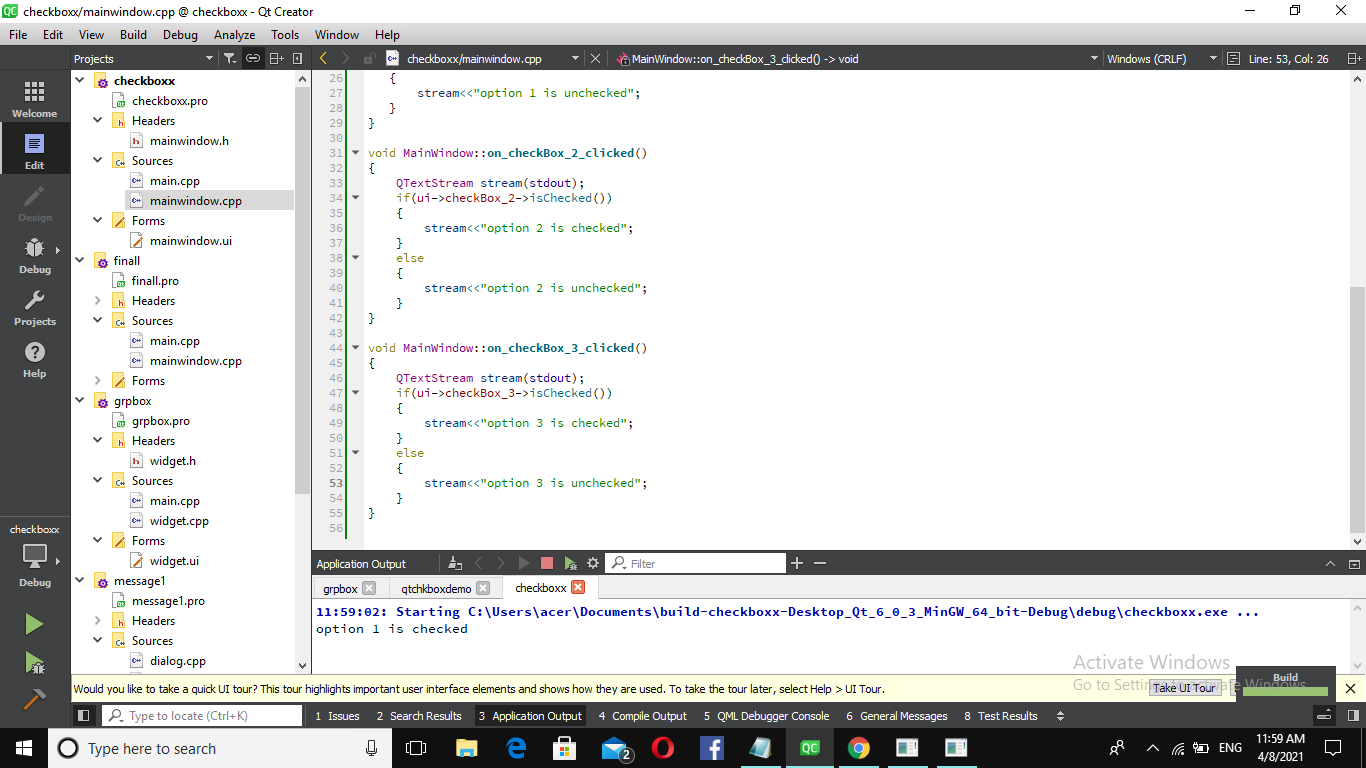 checkboxx/mainwindow.cpp @ checkboxx - Qt Creator
File Edit View Build Debug Analyze Tools Window Help
Projects
checkboxx/mainwindow.cpp
MainWindow::on_checkBox_3_clicked() -> void
Windows (CRLF)
Line: 53, Col: 26
Welcome
Edit
Design
Debug
Projects
Help
checkboxx
Debug
checkboxx
checkboxx.pro
Headers
mainwindow.h
Sources
main.cpp
mainwindow.cpp
Forms
mainwindow.ui
finall
finall.pro
Headers
Sources
main.cpp
mainwindow.cpp
Forms
grpbox
grpbox.pro
Headers
widget.h
Sources
main.cpp
widget.cpp
Forms
widget.ui
message1
message1.pro
Headers
Sources
dialog.cpp
26 {
27 stream<<"option 1 is unchecked";
28 }
29 }
30
31 void MainWindow::on_checkBox_2_clicked()
32 {
33 QTextStream stream(stdout);
34 if(ui->checkBox_2->isChecked())
35 {
36 stream<<"option 2 is checked";
37 }
38 else
39 {
40 stream<<"option 2 is unchecked";
41 }
42 }
43
44 void MainWindow::on_checkBox_3_clicked()
45 {
46 QTextStream stream(stdout);
47 if(ui->checkBox_3->isChecked())
48 {
49 stream<<"option 3 is checked";
50 }
51 else
52 {
53 stream<<"option 3 is unchecked";
54 }
55 }
56
Application Output
Filter
grpbox qtchkboxdemo checkboxx
11:59:02: Starting C:\Users\acer\Documents\build-checkboxx-Desktop_Qt_6_0_3_MinGW_64_bit-Debug\debug\checkboxx.exe ...
option 1 is checked
Activate Windows
Go to Settin
Windows.
Build
Would you like to take a quick UI tour? This tour highlights important user interface elements and shows how they are used. To take the tour later, select Help > UI Tour.
Take UI Tour
Type to locate (Ctrl+K)
1 Issues 2 Search Results 3 Application Output 4 Compile Output 5 QML Debugger Console 6 General Messages 8 Test Results
Type here to search
2
QC
ENG
11:59 AM
4/8/2021